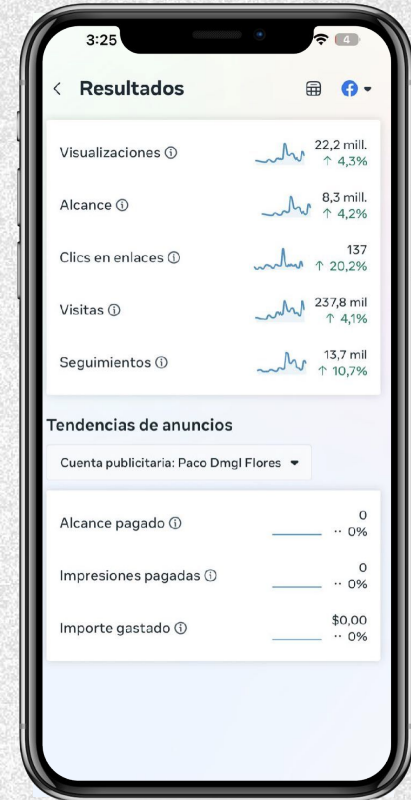 3:25
4
Resultados
Visualizaciones
22,2 mill.
↑ 4,3%
Alcance
8,3 mill.
↑ 4,2%
Clics en enlaces
137
↑ 20,2%
Visitas
237,8 mil
↑ 4,1%
Seguimientos
13,7 mil
↑ 10,7%
Tendencias de anuncios
Cuenta publicitaria: Paco Dmgl Flores
Alcance pagado
0
·· 0%
Impresiones pagadas
0
·· 0%
Importe gastado
$0,00
·· 0%